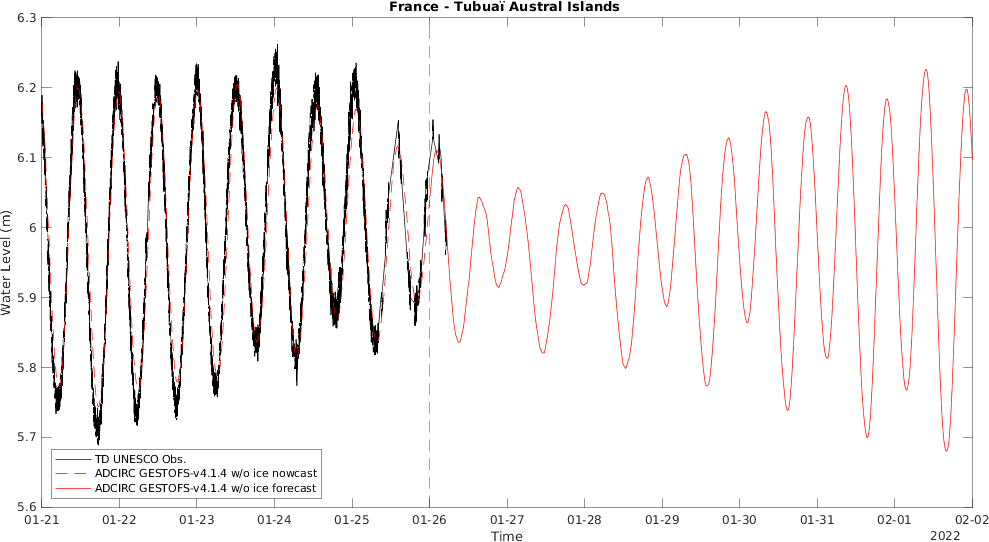 France - Tubuaï Austral Islands
6.3
6.2
6.1
6
5.9
5.8
5.7
5.6
Water Level (m)
TD UNESCO Obs.
ADCIRC GESTOFS-v4.1.4 w/o ice nowcast
ADCIRC GESTOFS-v4.1.4 w/o ice forecast
01-21 01-22 01-23 01-24 01-25 01-26 01-27 01-28 01-29 01-30 01-31 02-01 02-02
Time
2022